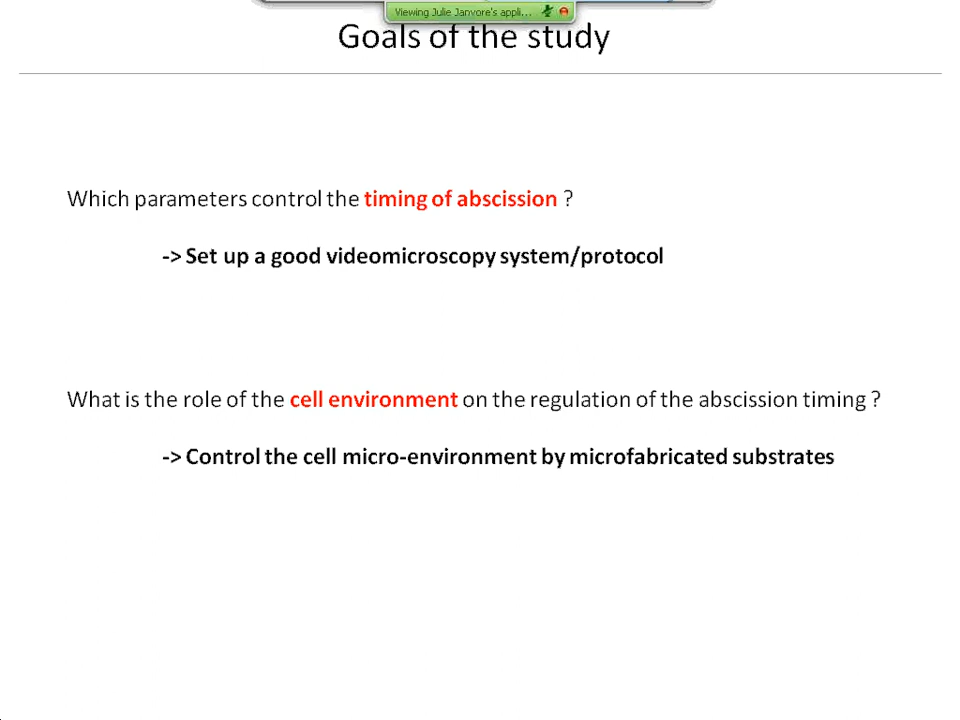 Viewing Julie Janvore's appli...
Goals of the study
Which parameters control the timing of abscission ?
-> Set up a good videomicroscopy system/protocol
What is the role of the cell environment on the regulation of the abscission timing ?
-> Control the cell micro-environment by microfabricated substrates